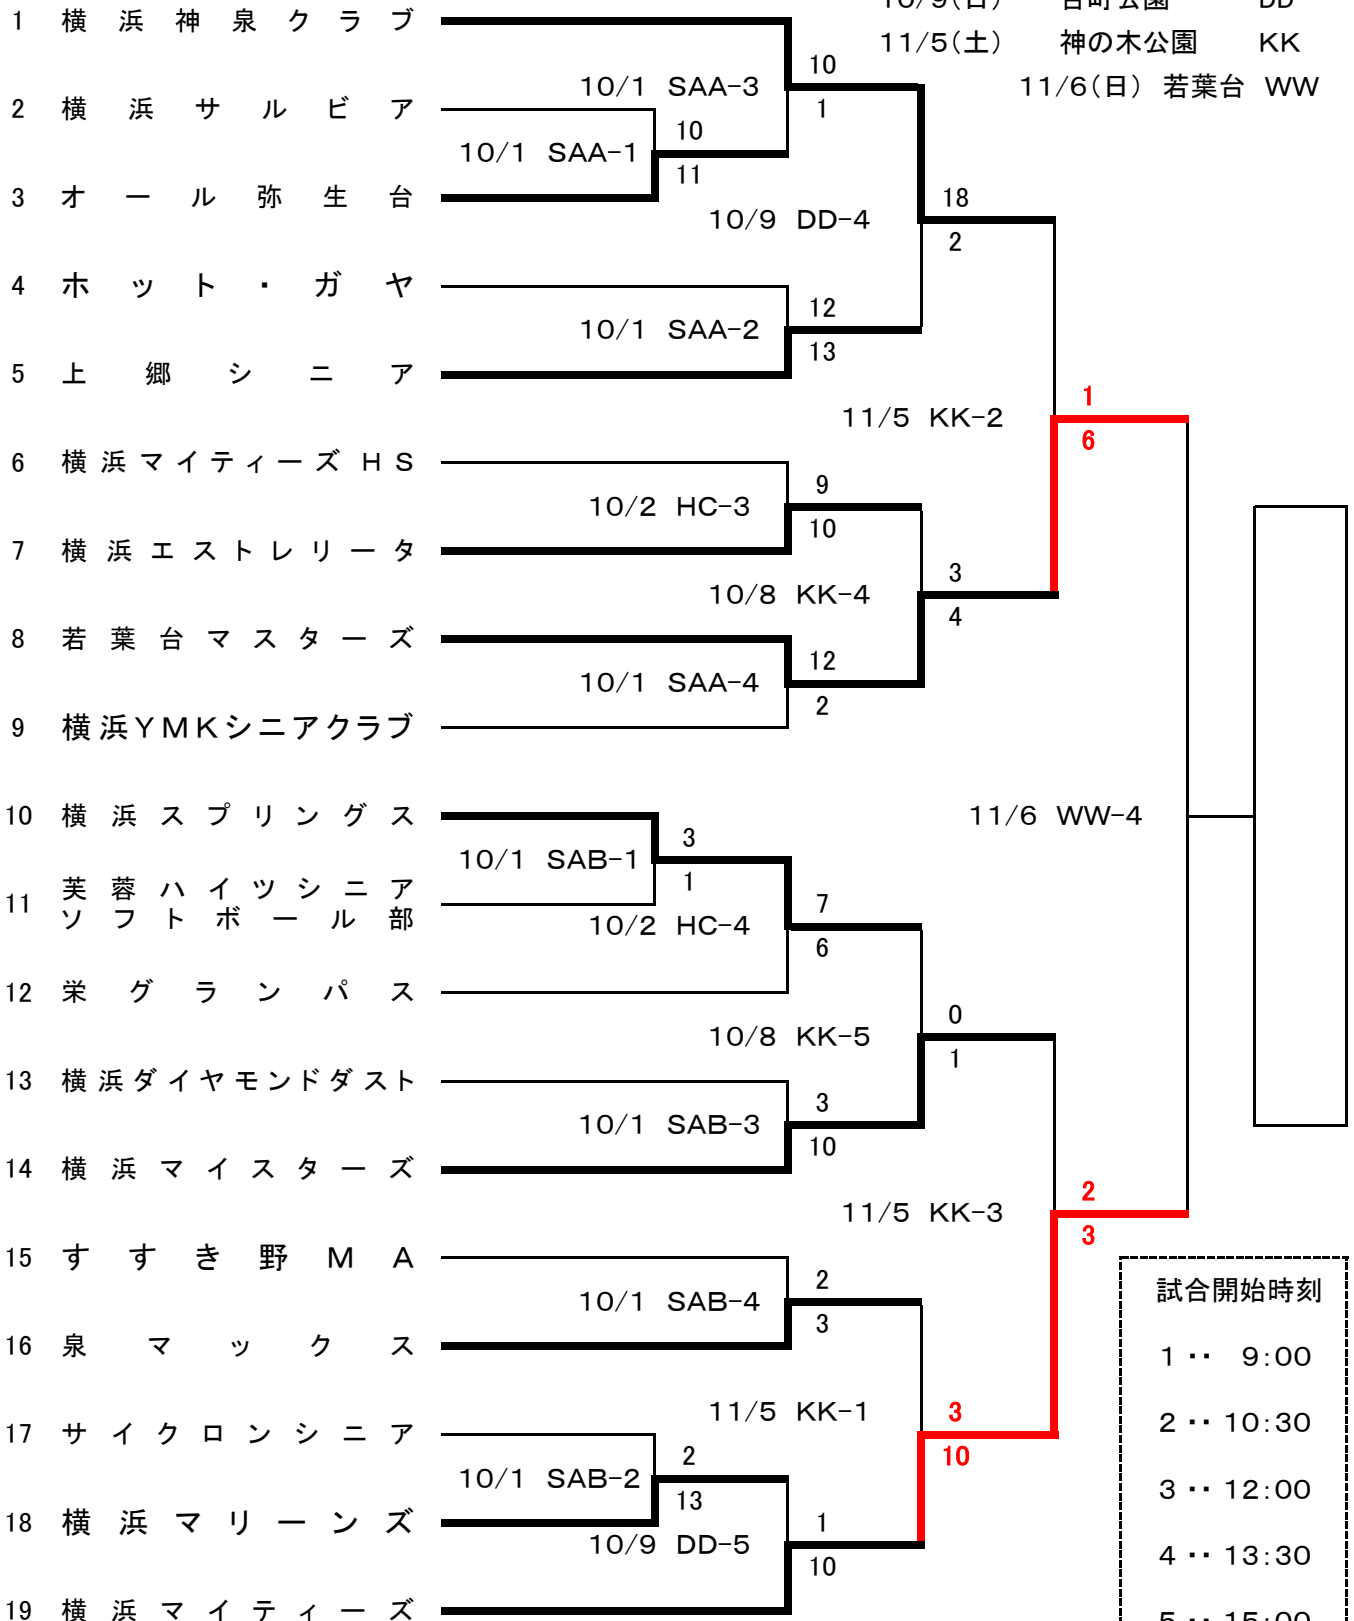 10/9(日) 台町公園 DD
1 横浜神泉クラブ
11/5(土) 神の木公園 KK
10
10/1 SAA-3
11/6(日) 若葉台 WW
1
2 横浜サルビア
10
10/1 SAA-1
11
3 オール弥生台
18
10/9 DD-4
2
4 ホット・ガヤ
12
10/1 SAA-2
13
5 上郷シニア
1
11/5 KK-2
6
6 横浜マイティーズHS
9
10/2 HC-3
10
7 横浜エストレリータ
3
10/8 KK-4
4
8 若葉台マスターズ
12
10/1 SAA-4
2
9 横浜YMKシニアクラブ
10 横浜スプリングス
11/6 WW-4
3
10/1 SAB-1
1
11 芙蓉ハイツシニア
ソフトボール部
7
10/2 HC-4
6
12 栄グランパス
0
10/8 KK-5
1
13 横浜ダイヤモンドダスト
3
10/1 SAB-3
10
14 横浜マイスターズ
2
11/5 KK-3
3
15 すすき野MA
2
10/1 SAB-4
3
16 泉マックス
試合開始時刻
1 ・・ 9:00
2 ・・ 10:30
3 ・・ 12:00
4 ・・ 13:30
5 ・・ 15:00
11/5 KK-1
3
10
17 サイクロンシニア
2
10/1 SAB-2
13
18 横浜マリーンズ
1
10/9 DD-5
10
19 横浜マイティーズ